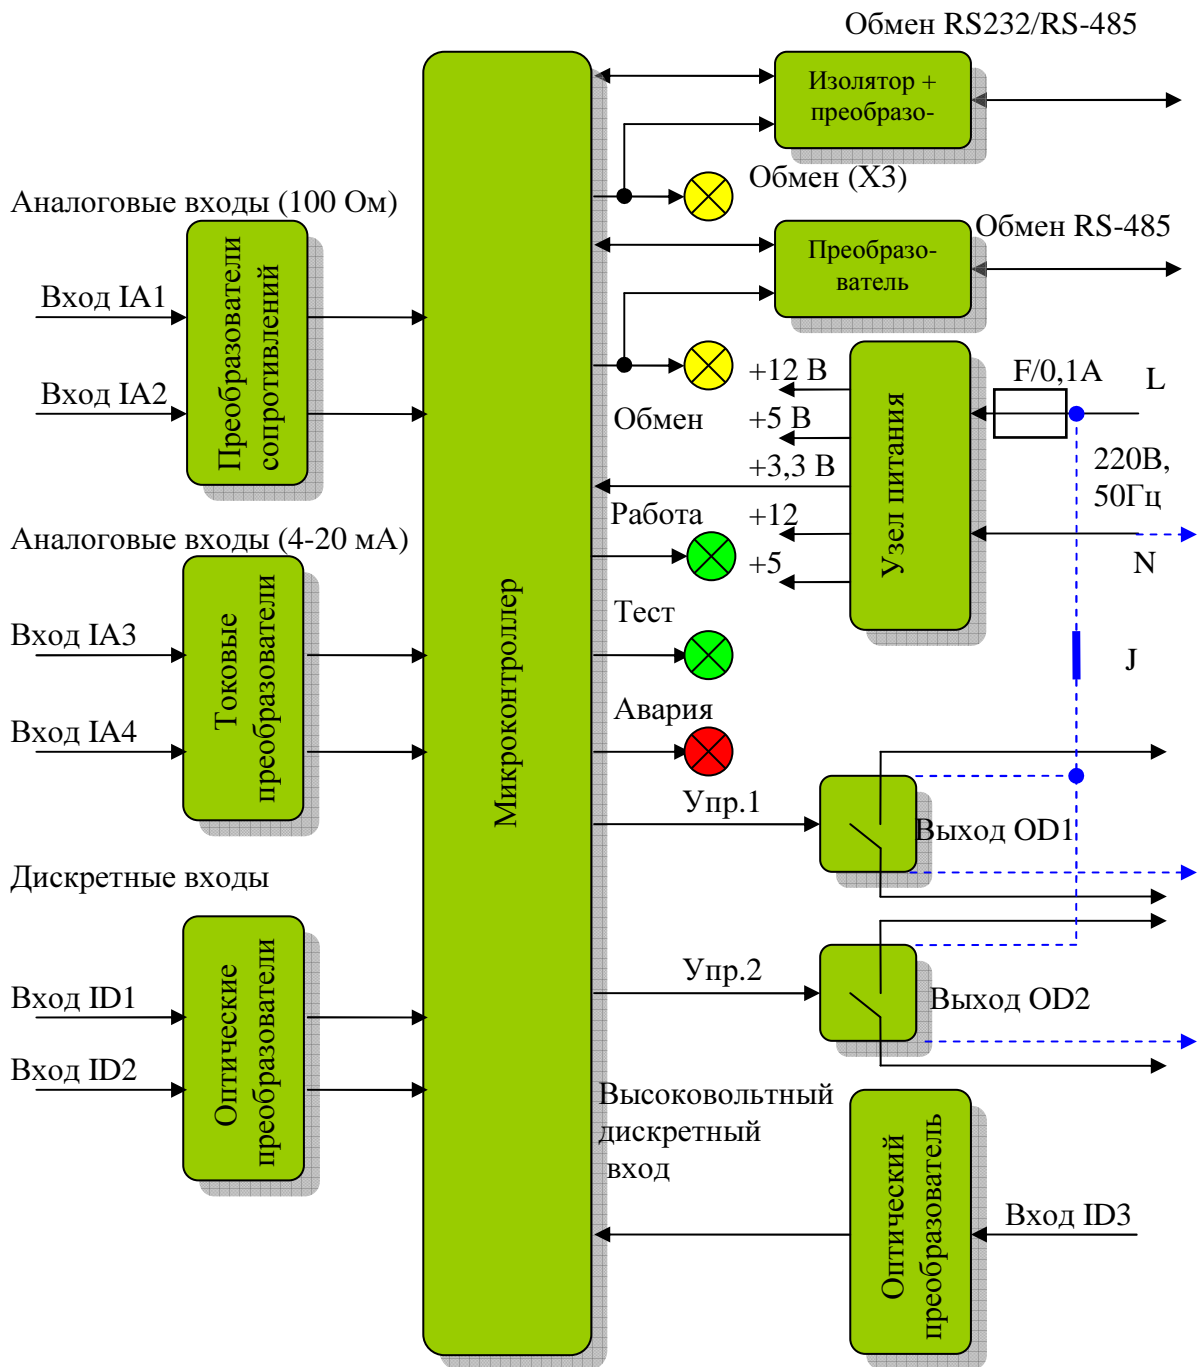 Обмен RS232/RS-485
Изолятор +
преобразо-
Обмен (Х3)
Аналоговые входы (100 Ом)
Преобразователи
сопротивлений
Вход IA1
Вход IA2
Обмен RS-485
Преобразо-
ватель
Обмен
+12 В
+5 В
+3,3 В
+12
+5
Узел питания
F/0,1А
L
220В,
50Гц
N
J
Работа
Тест
Авария
Аналоговые входы (4-20 мА)
Токовые
преобразователи
Вход IA3
Вход IA4
Микроконтроллер
Упр.1
Выход OD1
Дискретные входы
Оптические
преобразователи
Вход ID1
Вход ID2
Упр.2
Выход OD2
Высоковольтный
дискретный
вход
Оптический
преобразователь
Вход ID3